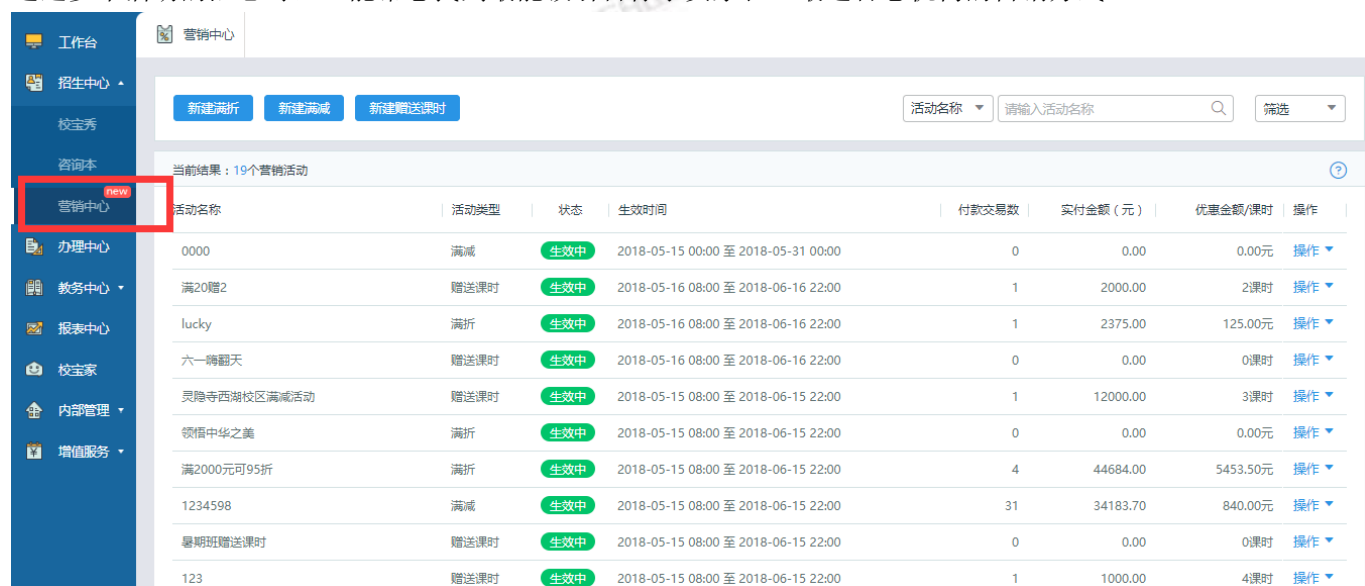 工作台
营销中心
招生中心
校宝秀
咨询本
营销中心 new
办理中心
教务中心
报表中心
校宝家
内部管理
增值服务
新建满折 新建满减 新建赠送课时 活动名称 请输入活动名称 筛选
当前结果：19个营销活动
活动名称 活动类型 状态 生效时间 付款交易数 实付金额（元） 优惠金额/课时 操作
0000 满减 生效中 2018-05-15 00:00 至 2018-05-31 00:00 0 0.00 0.00元 操作
满20赠2 赠送课时 生效中 2018-05-16 08:00 至 2018-06-16 22:00 1 2000.00 2课时 操作
lucky 满折 生效中 2018-05-16 08:00 至 2018-06-16 22:00 1 2375.00 125.00元 操作
六一嗨翻天 赠送课时 生效中 2018-05-16 08:00 至 2018-06-16 22:00 0 0.00 0课时 操作
灵隐寺西湖校区满减活动 赠送课时 生效中 2018-05-15 08:00 至 2018-06-15 22:00 1 12000.00 3课时 操作
领悟中华之美 满折 生效中 2018-05-15 08:00 至 2018-06-15 22:00 0 0.00 0.00元 操作
满2000元可95折 满折 生效中 2018-05-15 08:00 至 2018-06-15 22:00 4 44684.00 5453.50元 操作
1234598 满减 生效中 2018-05-15 08:00 至 2018-06-15 22:00 31 34183.70 840.00元 操作
暑期班赠送课时 赠送课时 生效中 2018-05-15 08:00 至 2018-06-15 22:00 0 0.00 0课时 操作
123 赠送课时 生效中 2018-05-15 08:00 至 2018-06-15 22:00 1 1000.00 4课时 操作